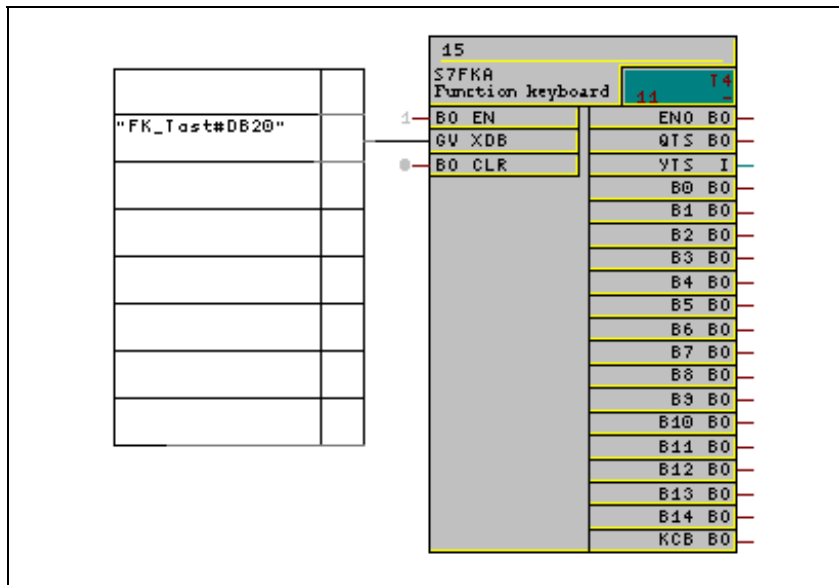 15
S7FKA
Function keyboard
T4
11 -
"FK_Tast#DB20"
1 BO EN
GV XDB
0 BO CLR
ENO BO
QTS BO
YTS I
B0 BO
B1 BO
B2 BO
B3 BO
B4 BO
B5 BO
B6 BO
B7 BO
B8 BO
B9 BO
B10 BO
B11 BO
B12 BO
B13 BO
B14 BO
KCB BO